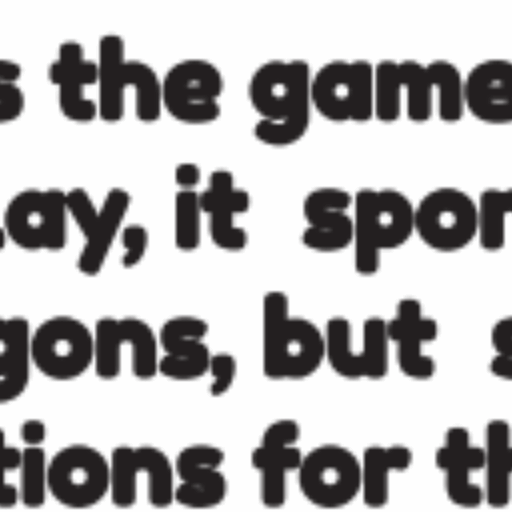 s the game
ay, it spor
gons, but s
tions for th